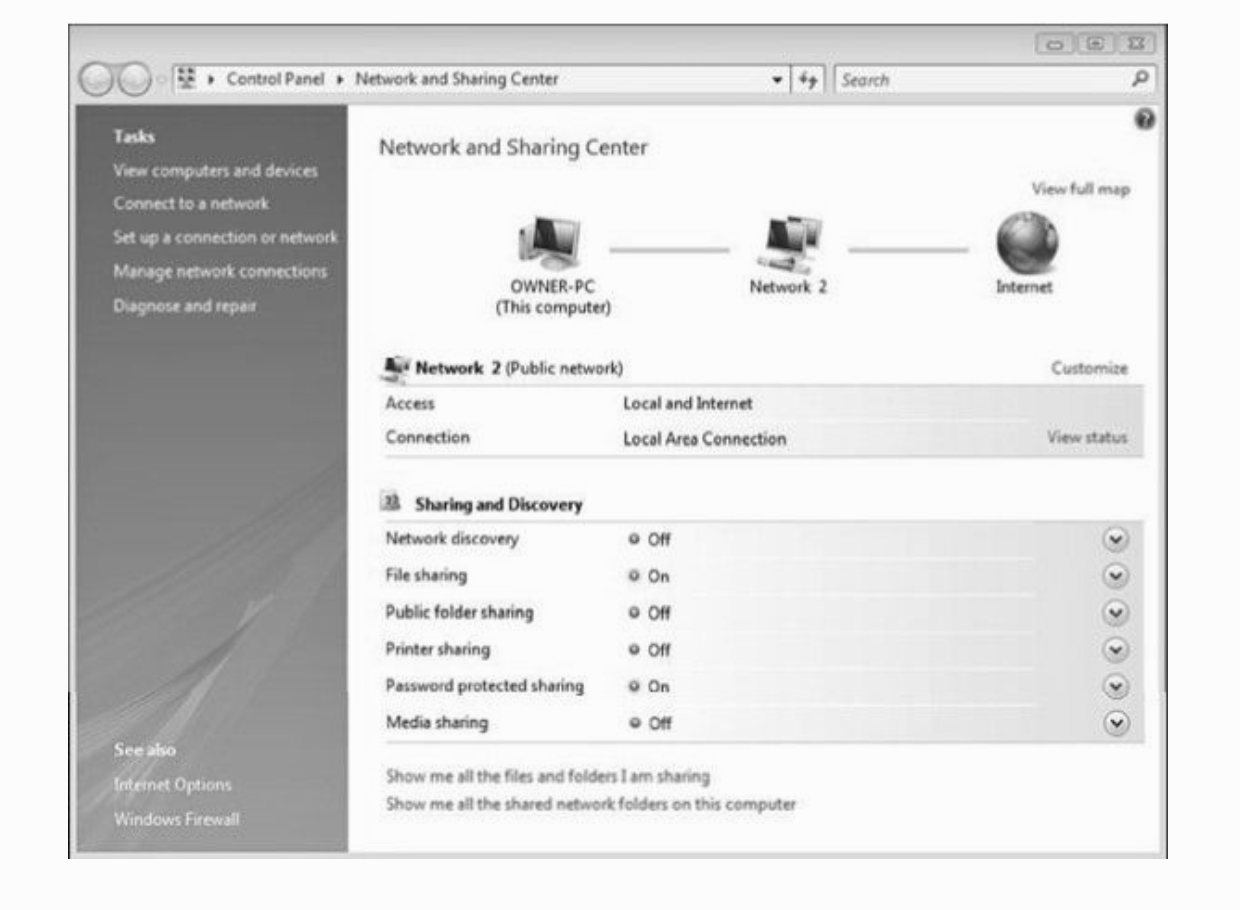 Control Panel
Network and Sharing Center
Search
Tasks
View computers and devices
Connect to a network
Set up a connection or network
Manage network connections
Diagnose and repair
See also
Internet Options
Windows Firewall
Network and Sharing Center
View full map
OWNER-PC
(This computer)
Network 2
Internet
Network 2 (Public network) Customize
Access Local and Internet
Connection Local Area Connection View status
Sharing and Discovery
Network discovery Off
File sharing On
Public folder sharing Off
Printer sharing Off
Password protected sharing On
Media sharing Off
Show me all the files and folders I am sharing
Show me all the shared network folders on this computer